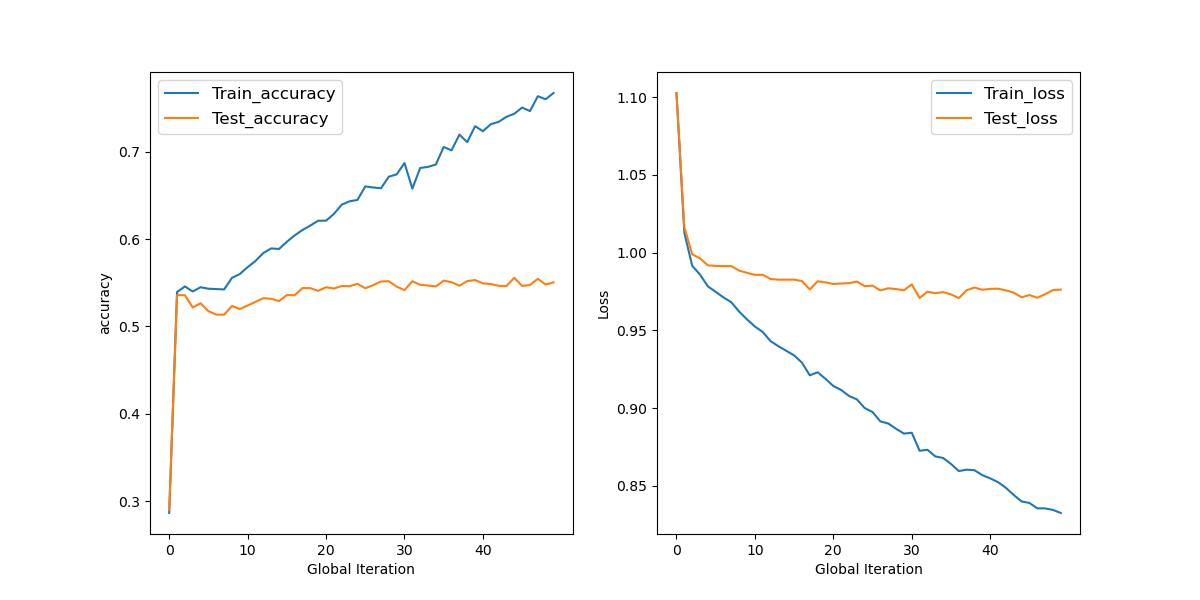 Train_accuracy
Test_accuracy
accuracy
0.7
0.6
0.5
0.4
0.3
0 10 20 30 40
Global Iteration
Train_loss
Test_loss
Loss
1.10
1.05
1.00
0.95
0.90
0.85
0 10 20 30 40
Global Iteration